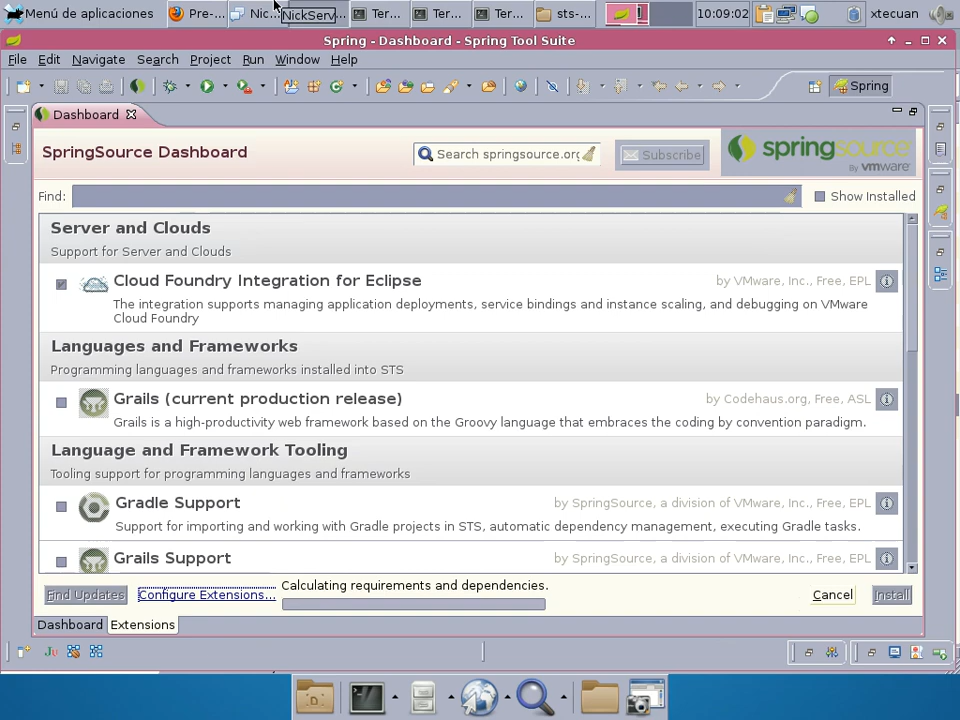 Menú de aplicaciones
Pre-...
Nic...
NickServ...
Ter...
Ter...
Ter...
sts-...
10:09:02
xtecuan
Spring - Dashboard - Spring Tool Suite
File Edit Navigate Search Project Run Window Help
Spring
Dashboard
SpringSource Dashboard
Search springsource.org
Subscribe
springsource
By vmware
Find:
Show Installed
Server and Clouds
Support for Server and Clouds
Cloud Foundry Integration for Eclipse
by VMware, Inc., Free, EPL
The integration supports managing application deployments, service bindings and instance scaling, and debugging on VMware
Cloud Foundry
Languages and Frameworks
Programming languages and frameworks installed into STS
Grails (current production release)
by Codehaus.org, Free, ASL
Grails is a high-productivity web framework based on the Groovy language that embraces the coding by convention paradigm.
Language and Framework Tooling
Tooling support for programming languages and frameworks
Gradle Support
by SpringSource, a division of VMware, Inc., Free, EPL
Support for importing and working with Gradle projects in STS, automatic dependency management, executing Gradle tasks.
Grails Support
by SpringSource, a division of VMware, Inc., Free, EPL
Find Updates
Configure Extensions...
Calculating requirements and dependencies.
Cancel
Install
Dashboard
Extensions
Ju